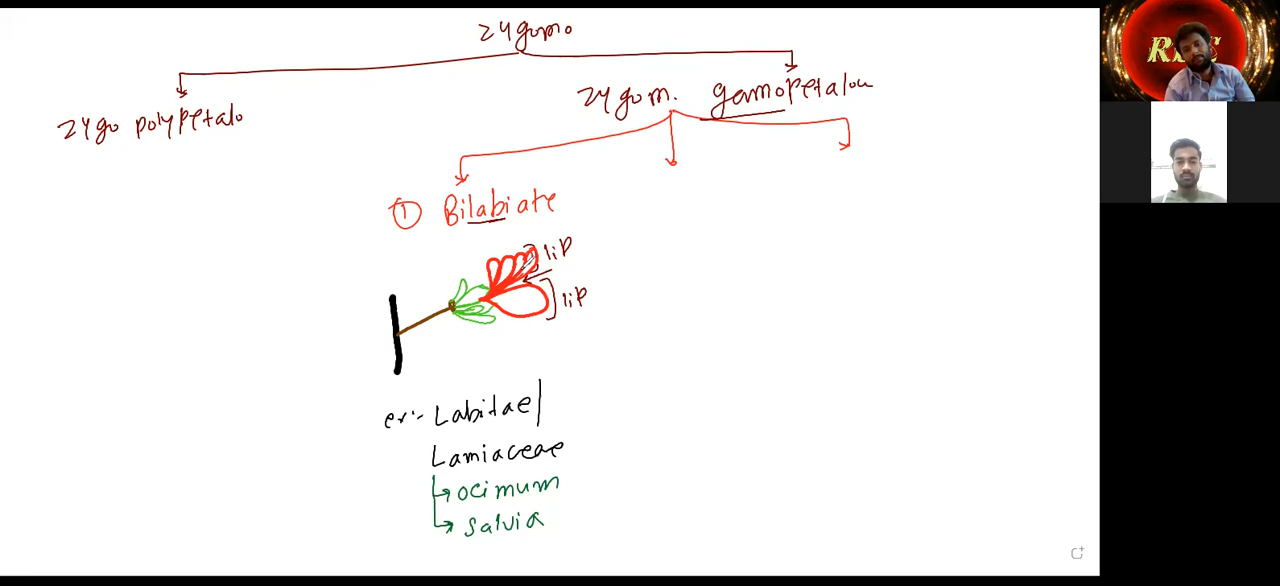 zygomo
zygo polypetalo
zygom. gamopetalou
① Bilabiate
lip
lip
ex:- Labitae/
Lamiaceae
→ ocimum
→ salvia